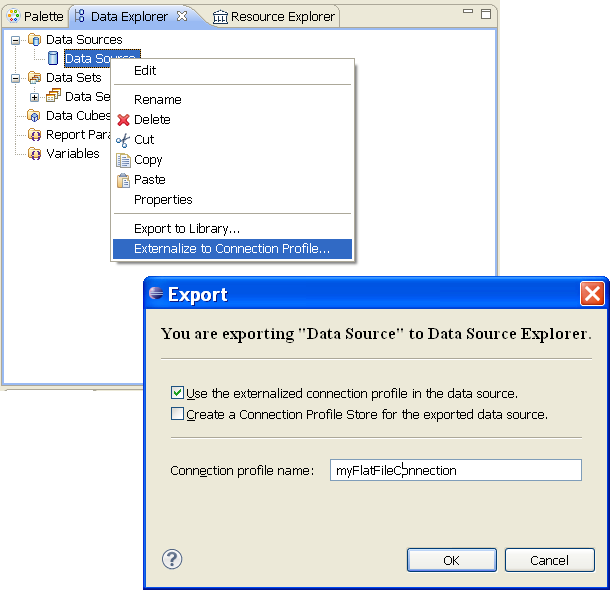 Palette Data Explorer Resource Explorer
Data Sources
Data Source
Data Sets
Data Se
Data Cubes
Report Para
Variables
Edit
Rename
Delete
Cut
Copy
Paste
Properties
Export to Library...
Externalize to Connection Profile...
Export
You are exporting "Data Source" to Data Source Explorer.
Use the externalized connection profile in the data source.
Create a Connection Profile Store for the exported data source.
Connection profile name: myFlatFileConnection
?
OK Cancel